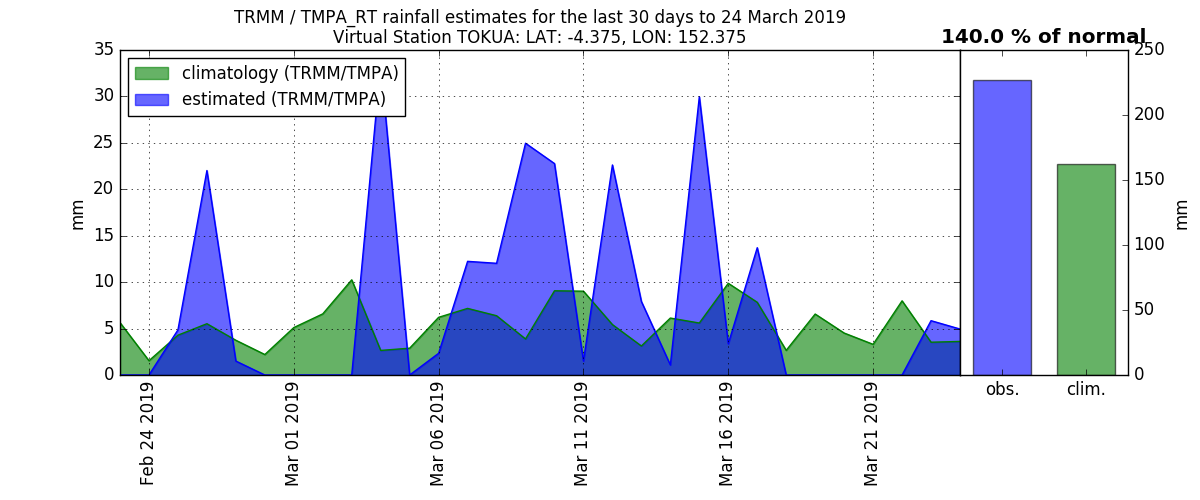 TRMM / TMPA_RT rainfall estimates for the last 30 days to 24 March 2019
Virtual Station TOKUA: LAT: -4.375, LON: 152.375
140.0 % of normal
climatology (TRMM/TMPA)
estimated (TRMM/TMPA)
35
30
25
20
15
10
5
0
mm
Feb 24 2019
Mar 01 2019
Mar 06 2019
Mar 11 2019
Mar 16 2019
Mar 21 2019
obs.
clim.
250
200
150
100
50
0
mm